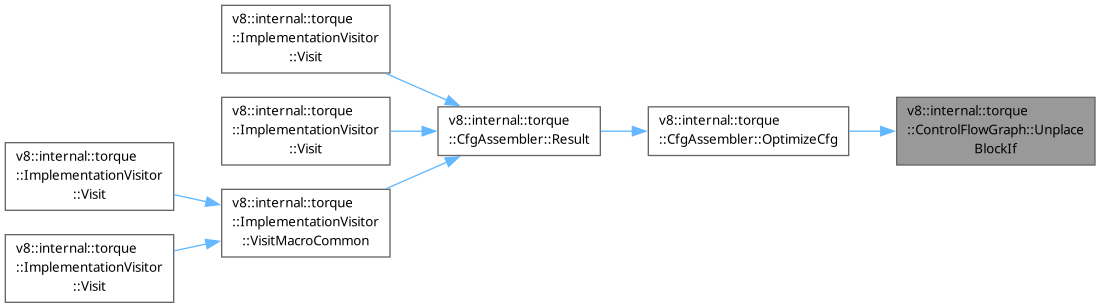 v8::internal::torque
::ImplementationVisitor
::Visit
v8::internal::torque
::ImplementationVisitor
::Visit
v8::internal::torque
::ImplementationVisitor
::Visit
v8::internal::torque
::ImplementationVisitor
::Visit
v8::internal::torque
::ImplementationVisitor
::VisitMacroCommon
v8::internal::torque
::CfgAssembler::Result
v8::internal::torque
::CfgAssembler::OptimizeCfg
v8::internal::torque
::ControlFlowGraph::Unplace
BlockIf